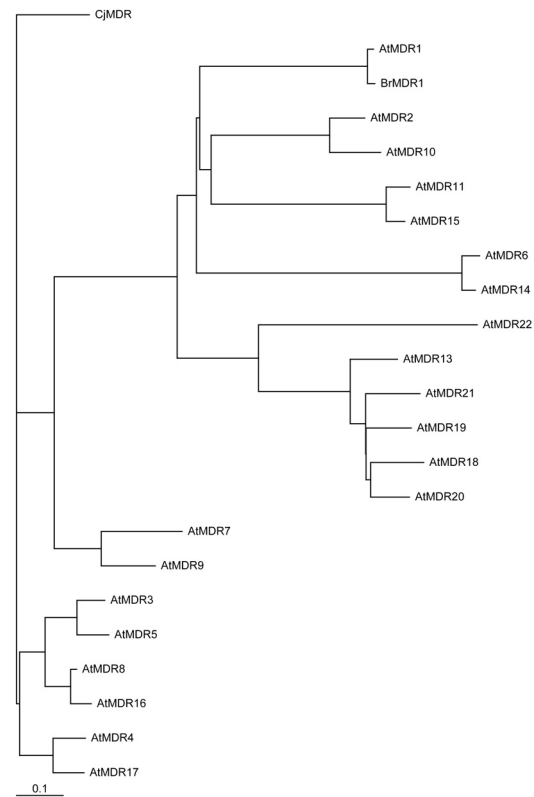 CjMDR
AtMDR1
BrMDR1
AtMDR2
AtMDR10
AtMDR11
AtMDR15
AtMDR6
AtMDR14
AtMDR22
AtMDR13
AtMDR21
AtMDR19
AtMDR18
AtMDR20
AtMDR7
AtMDR9
AtMDR3
AtMDR5
AtMDR8
AtMDR16
AtMDR4
AtMDR17
0.1